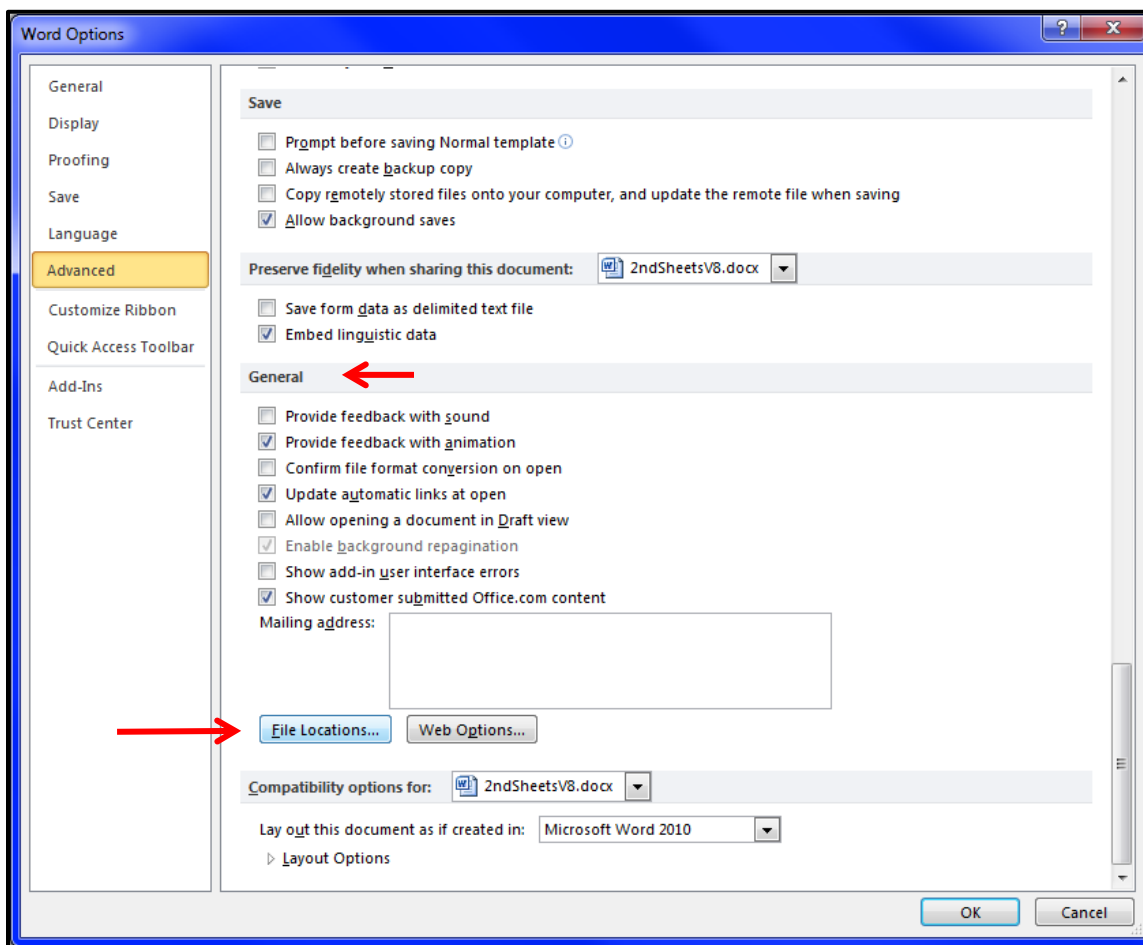 Word Options
General
Display
Proofing
Save
Language
Advanced
Customize Ribbon
Quick Access Toolbar
Add-Ins
Trust Center
Save
Prompt before saving Normal template
Always create backup copy
Copy remotely stored files onto your computer, and update the remote file when saving
Allow background saves
Preserve fidelity when sharing this document: 2ndSheetsV8.docx
Save form data as delimited text file
Embed linguistic data
General
Provide feedback with sound
Provide feedback with animation
Confirm file format conversion on open
Update automatic links at open
Allow opening a document in Draft view
Enable background repagination
Show add-in user interface errors
Show customer submitted Office.com content
Mailing address:
File Locations... Web Options...
Compatibility options for: 2ndSheetsV8.docx
Lay out this document as if created in: Microsoft Word 2010
Layout Options
OK Cancel